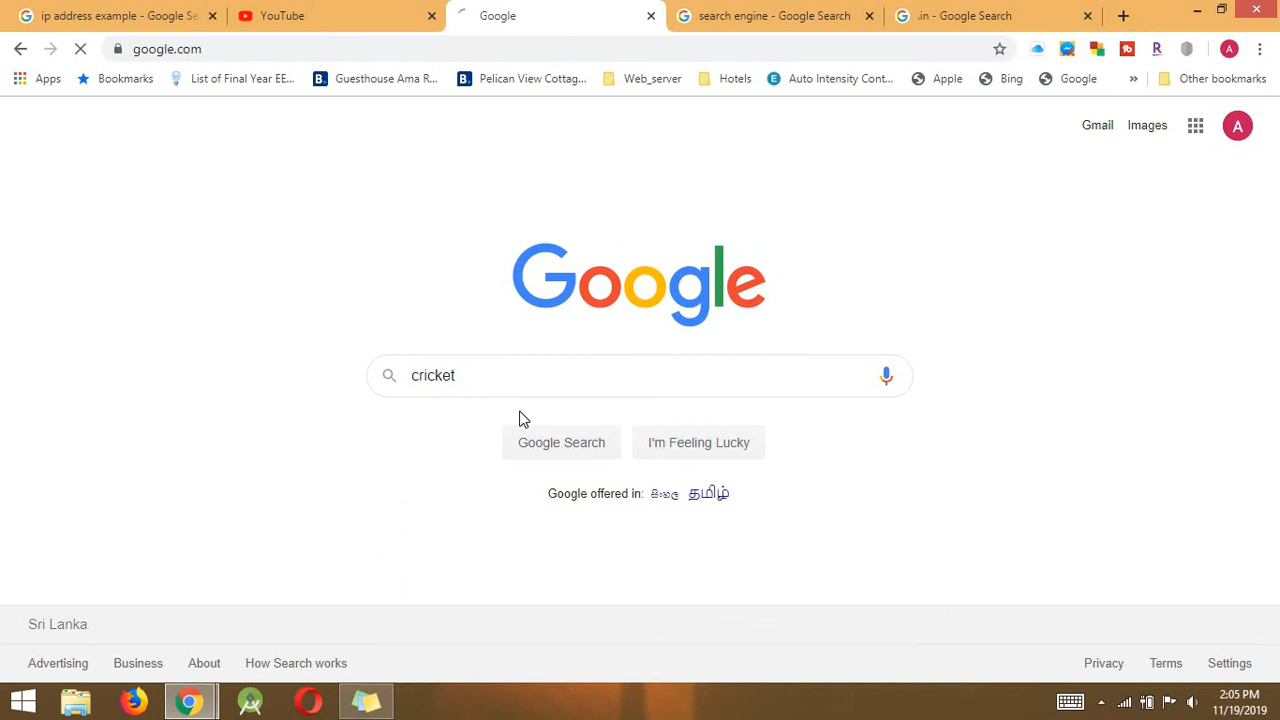 ip address example - Google Se
YouTube
Google
search engine - Google Search
.in - Google Search
google.com
A
Apps
Bookmarks
List of Final Year EE...
B. Guesthouse Ama R...
B. Pelican View Cottag...
Web_server
Hotels
E Auto Intensity Cont...
Apple
Bing
Google
»
Other bookmarks
Gmail
Images
A
Google
cricket
Google Search
I'm Feeling Lucky
Google offered in: සිංහල தமிழ்
Sri Lanka
Advertising
Business
About
How Search works
Privacy
Terms
Settings
2:05 PM
11/19/2019